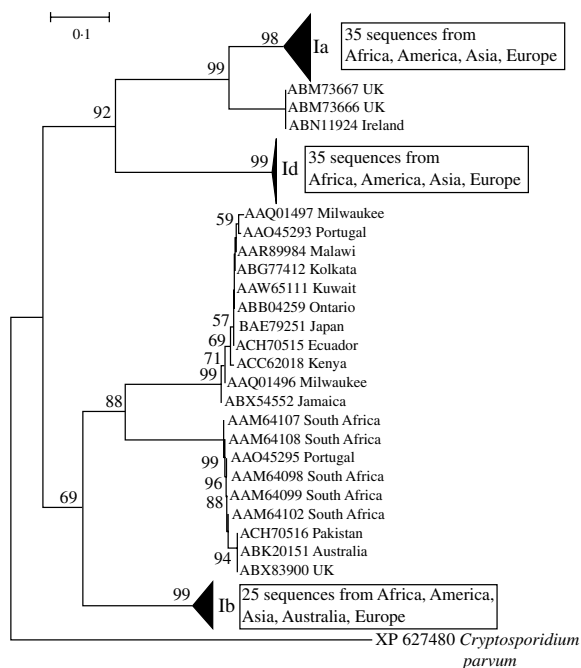 0·1
98
Ia
35 sequences from
Africa, America, Asia, Europe
99
ABM73667 UK
ABM73666 UK
ABN11924 Ireland
92
99
Id
35 sequences from
Africa, America, Asia, Europe
59
AAQ01497 Milwaukee
AAO45293 Portugal
AAR89984 Malawi
ABG77412 Kolkata
AAW65111 Kuwait
ABB04259 Ontario
57
BAE79251 Japan
69
ACH70515 Ecuador
71
ACC62018 Kenya
99
AAQ01496 Milwaukee
ABX54552 Jamaica
88
AAM64107 South Africa
AAM64108 South Africa
99
AAO45295 Portugal
96
AAM64098 South Africa
88
AAM64099 South Africa
69
AAM64102 South Africa
ACH70516 Pakistan
94
ABK20151 Australia
ABX83900 UK
99
Ib
25 sequences from Africa, America,
Asia, Australia, Europe
XP 627480 Cryptosporidium
parvum